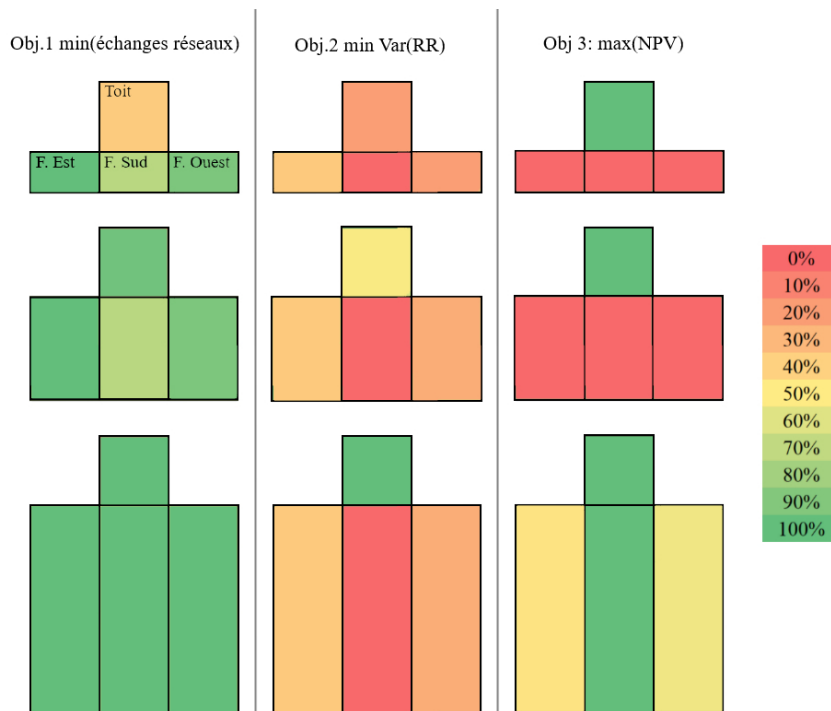 Obj.1 min(échanges réseaux)
Obj.2 min Var(RR)
Obj 3: max(NPV)
Toit
F. Est
F. Sud
F. Ouest
0%
10%
20%
30%
40%
50%
60%
70%
80%
90%
100%